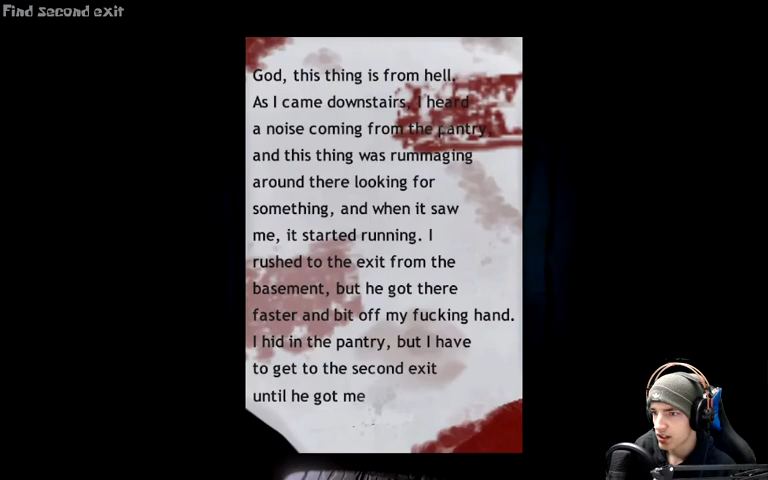 Find Second exit
God, this thing is from hell.
As I came downstairs, I heard
a noise coming from the pantry,
and this thing was rummaging
around there looking for
something, and when it saw
me, it started running. I
rushed to the exit from the
basement, but he got there
faster and bit off my fucking hand.
I hid in the pantry, but I have
to get to the second exit
until he got me